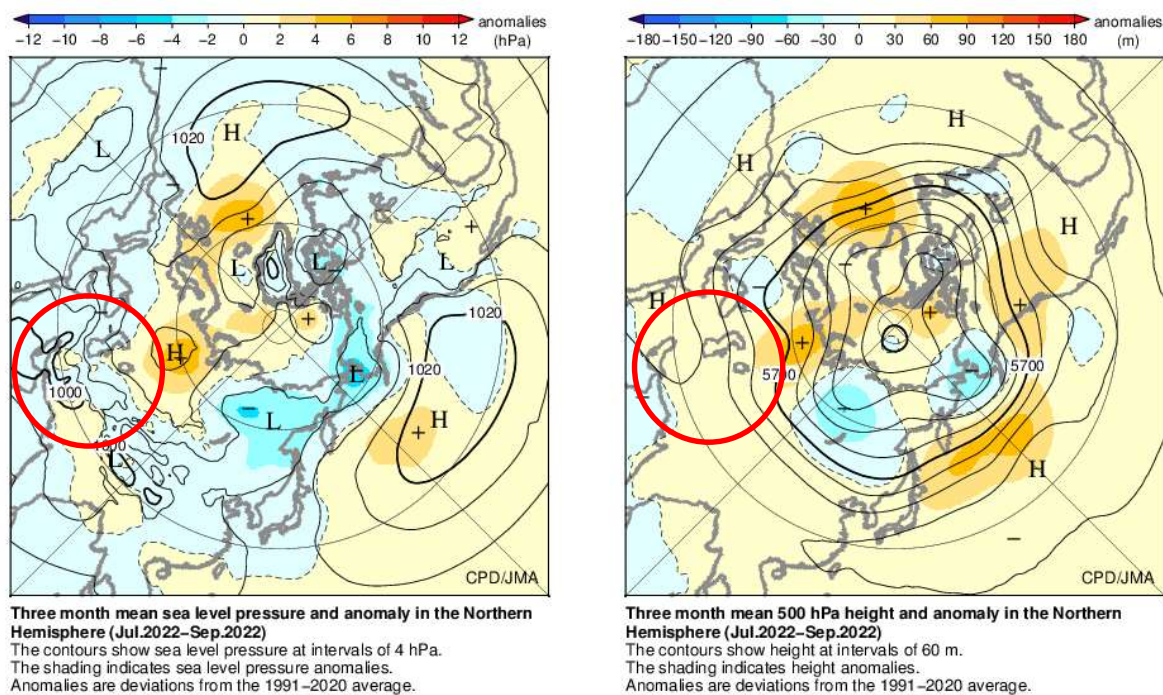 anomalies
−12 −10 −8 −6 −4 −2 0 2 4 6 8 10 12 (hPa)
1020
H
L
+
L
L
L
1020
+
H
+
1000
1020
L
L
H
+
1000
L
CPD/JMA
Three month mean sea level pressure and anomaly in the Northern
Hemisphere (Jul.2022−Sep.2022)
The contours show sea level pressure at intervals of 4 hPa.
The shading indicates sea level pressure anomalies.
Anomalies are deviations from the 1991−2020 average.
anomalies
−180−150−120−90 −60 −30 0 30 60 90 120 150 180 (m)
H
H
+
H
H
+
+
+
5700
5700
H
CPD/JMA
Three month mean 500 hPa height and anomaly in the Northern
Hemisphere (Jul.2022−Sep.2022)
The contours show height at intervals of 60 m.
The shading indicates height anomalies.
Anomalies are deviations from the 1991−2020 average.